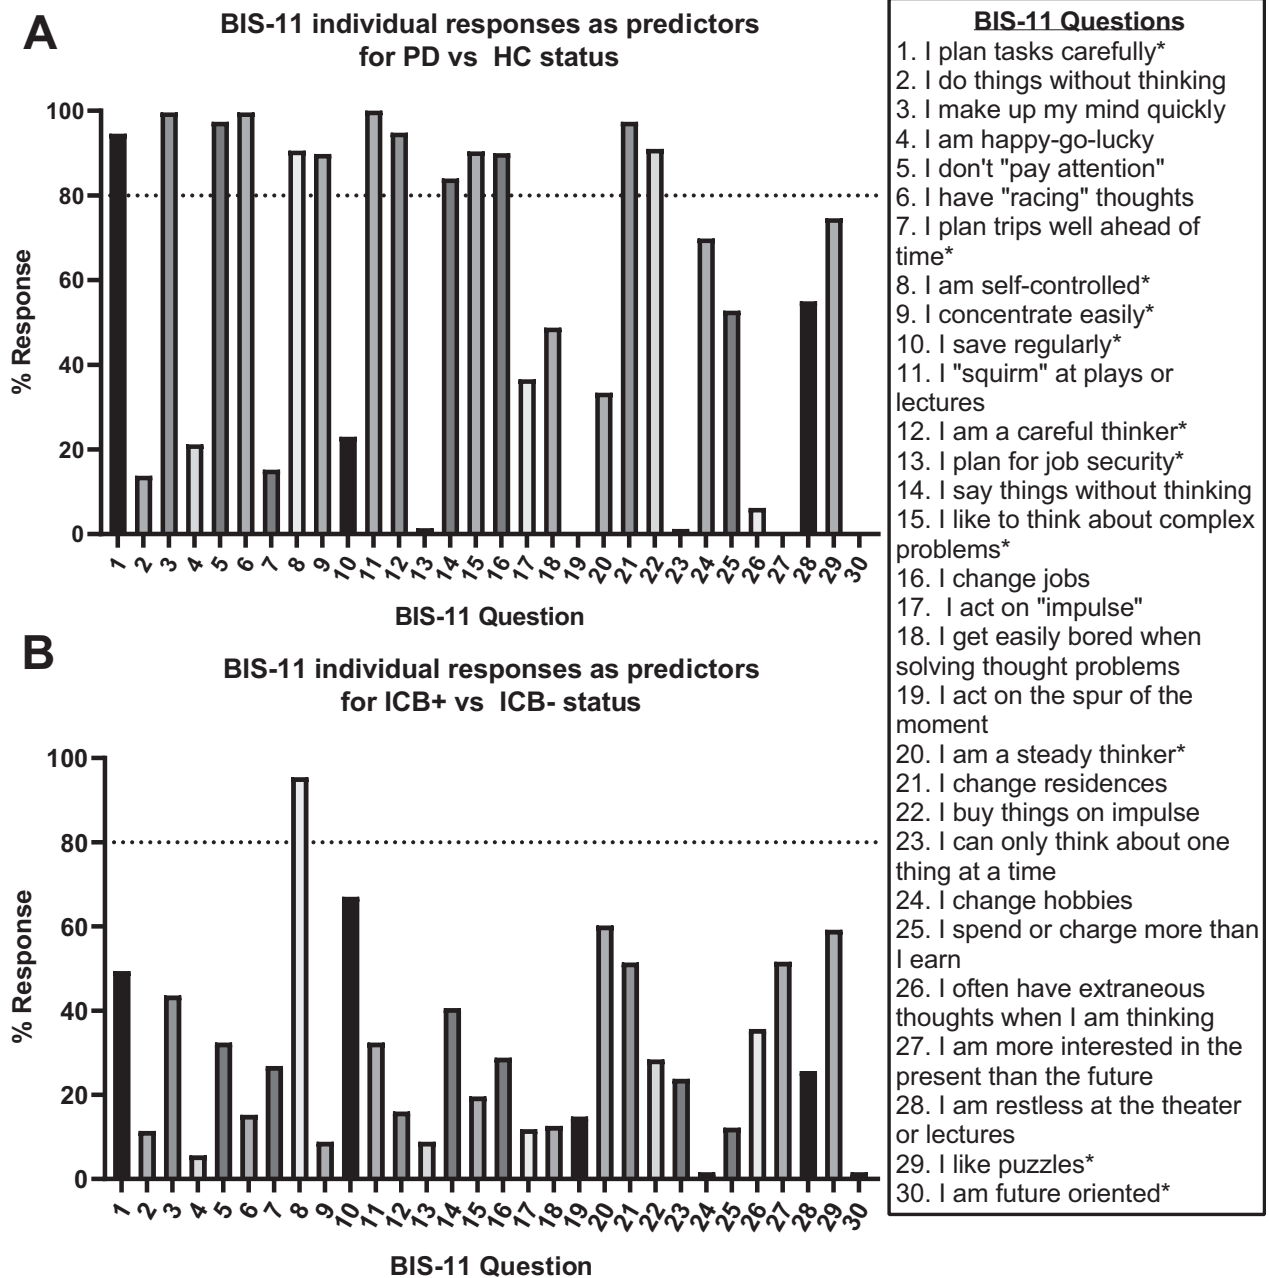 A
BIS-11 individual responses as predictors
for PD vs HC status
100
80
60
40
20
0
% Response
1 2 3 4 5 6 7 8 9 10 11 12 13 14 15 16 17 18 19 20 21 22 23 24 25 26 27 28 29 30
BIS-11 Question
B
BIS-11 individual responses as predictors
for ICB+ vs ICB- status
100
80
60
40
20
0
% Response
1 2 3 4 5 6 7 8 9 10 11 12 13 14 15 16 17 18 19 20 21 22 23 24 25 26 27 28 29 30
BIS-11 Question
BIS-11 Questions
1. I plan tasks carefully*
2. I do things without thinking
3. I make up my mind quickly
4. I am happy-go-lucky
5. I don't "pay attention"
6. I have "racing" thoughts
7. I plan trips well ahead of
time*
8. I am self-controlled*
9. I concentrate easily*
10. I save regularly*
11. I "squirm" at plays or
lectures
12. I am a careful thinker*
13. I plan for job security*
14. I say things without thinking
15. I like to think about complex
problems*
16. I change jobs
17. I act on "impulse"
18. I get easily bored when
solving thought problems
19. I act on the spur of the
moment
20. I am a steady thinker*
21. I change residences
22. I buy things on impulse
23. I can only think about one
thing at a time
24. I change hobbies
25. I spend or charge more than
I earn
26. I often have extraneous
thoughts when I am thinking
27. I am more interested in the
present than the future
28. I am restless at the theater
or lectures
29. I like puzzles*
30. I am future oriented*